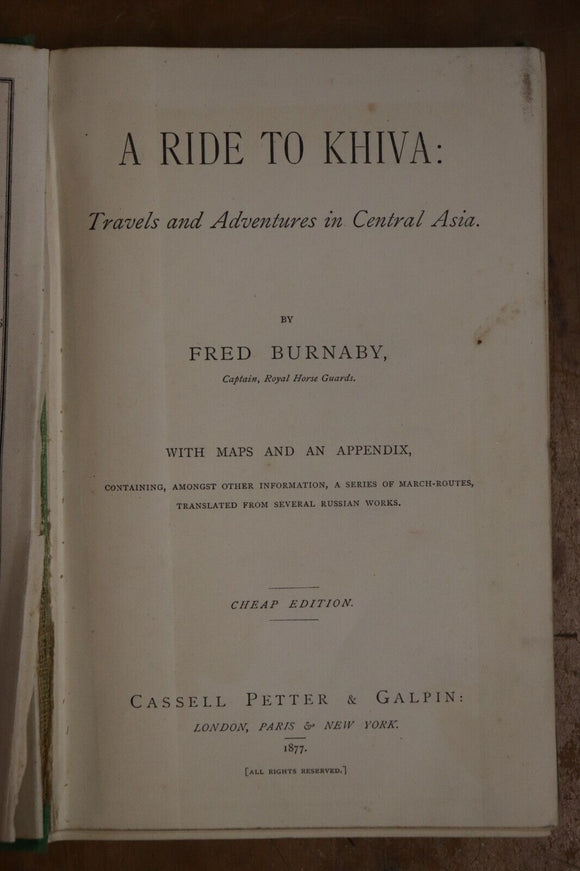 A RIDE TO KHIVA:
Travels and Adventures in Central Asia.
BY
FRED BURNABY,
Captain, Royal Horse Guards.
WITH MAPS AND AN APPENDIX,
CONTAINING, AMONGST OTHER INFORMATION, A SERIES OF MARCH-ROUTES,
TRANSLATED FROM SEVERAL RUSSIAN WORKS.
CHEAP EDITION.
CASSELL PETTER & GALPIN:
LONDON, PARIS & NEW YORK.
1877.
[ALL RIGHTS RESERVED.]